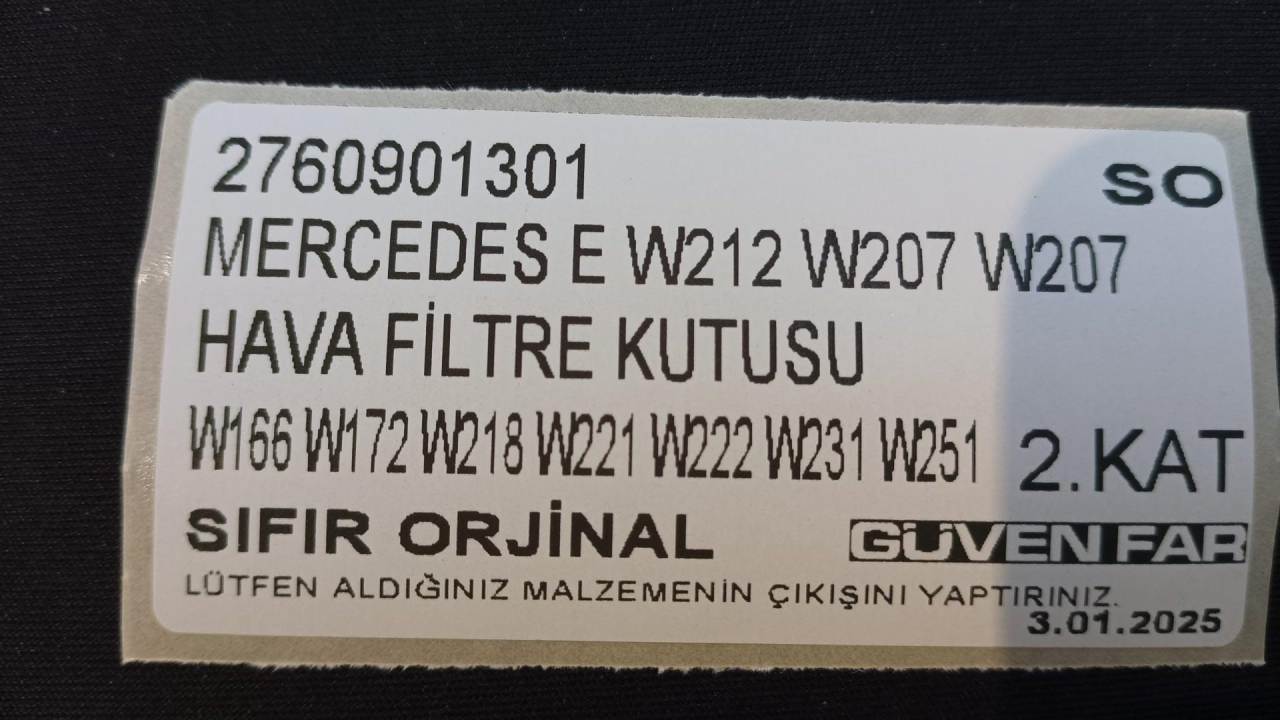 2760901301 SO
MERCEDES E W212 W207 W207
HAVA FİLTRE KUTUSU
W166 W172 W218 W221 W222 W231 W251 2.KAT
SIFIR ORJİNAL GÜVEN FAR
LÜTFEN ALDIĞINIZ MALZEMENİN ÇIKIŞINI YAPTIRINIZ.
3.01.2025